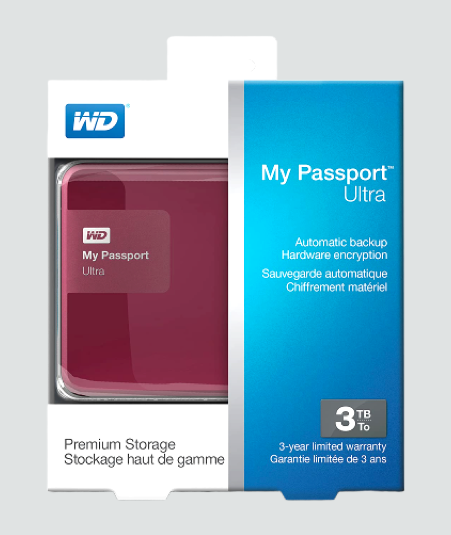 WD
My Passport™
Ultra
Automatic backup
Hardware encryption
Sauvegarde automatique
Chiffrement matériel
WD
My Passport
Ultra
3 TB
To
3-year limited warranty
Garantie limitée de 3 ans
Premium Storage
Stockage haut de gamme